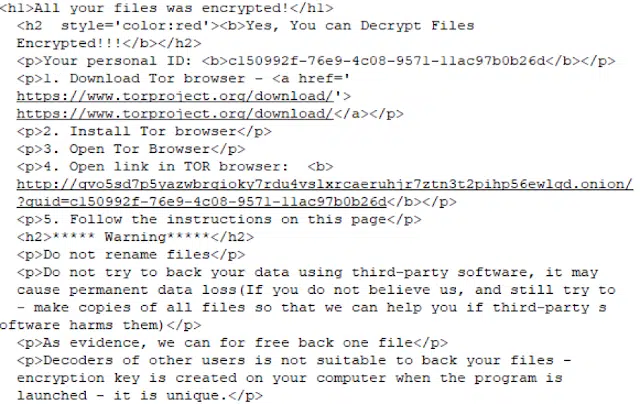 <h1>All your files was encrypted!</h1>
<h2  style='color:red'><b>Yes, You can Decrypt Files
Encrypted!!!</b></h2>
<p>Your personal ID: <b>c150992f-76e9-4c08-9571-11ac97b0b26d</b></p>
<p>1. Download Tor browser - <a href='
https://www.torproject.org/download/'>
https://www.torproject.org/download/</a></p>
<p>2. Install Tor browser</p>
<p>3. Open Tor Browser</p>
<p>4. Open link in TOR browser:  <b>
http://gvo5sd7p5yazwbrgioky7rdu4vslxrcaeruhjr7ztn3t2pihp56ewlqd.onion/
?guid=c150992f-76e9-4c08-9571-11ac97b0b26d</b></p>
<p>5. Follow the instructions on this page</p>
<h2>***** Warning*****</h2>
<p>Do not rename files</p>
<p>Do not try to back your data using third-party software, it may
cause permanent data loss(If you do not believe us, and still try to
- make copies of all files so that we can help you if third-party s
oftware harms them)</p>
<p>As evidence, we can for free back one file</p>
<p>Decoders of other users is not suitable to back your files -
encryption key is created on your computer when the program is
launched - it is unique.</p>